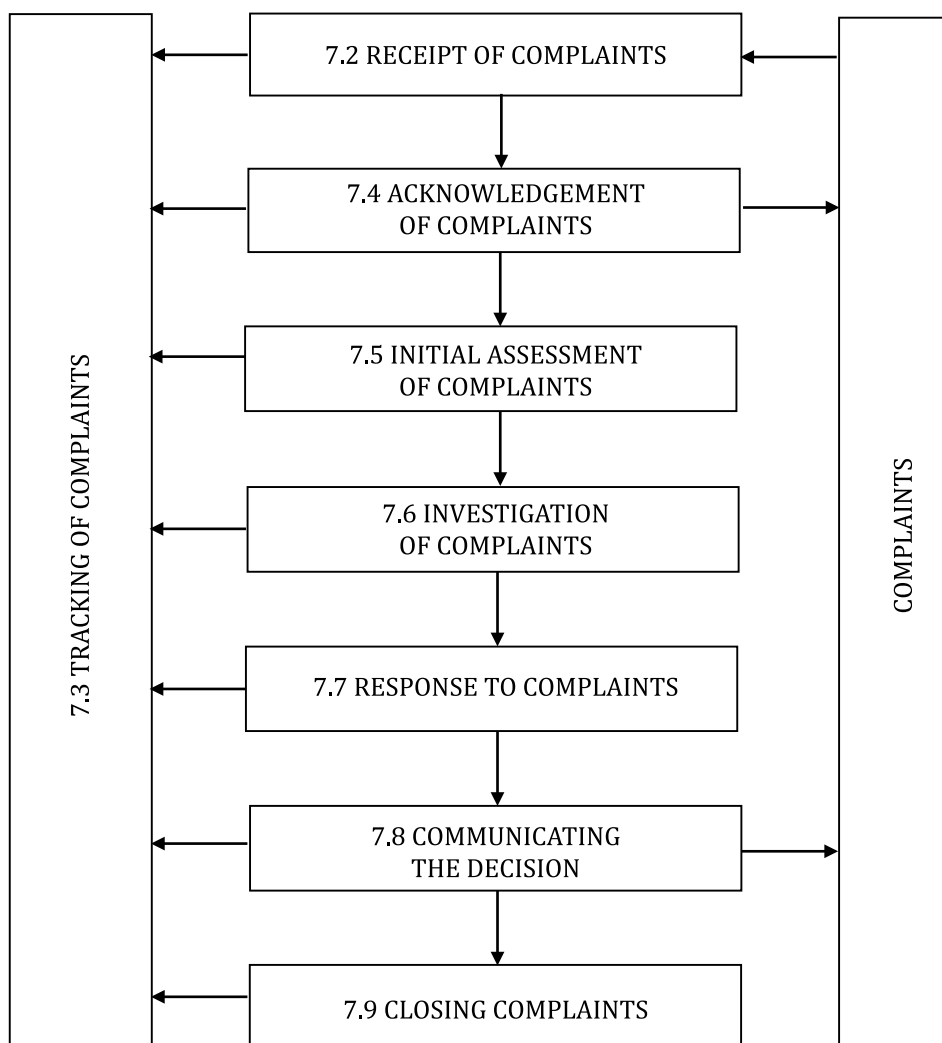 7.2 RECEIPT OF COMPLAINTS
7.4 ACKNOWLEDGEMENT
OF COMPLAINTS
7.5 INITIAL ASSESSMENT
OF COMPLAINTS
7.6 INVESTIGATION
OF COMPLAINTS
7.7 RESPONSE TO COMPLAINTS
7.8 COMMUNICATING
THE DECISION
7.9 CLOSING COMPLAINTS
7.3 TRACKING OF COMPLAINTS
COMPLAINTS